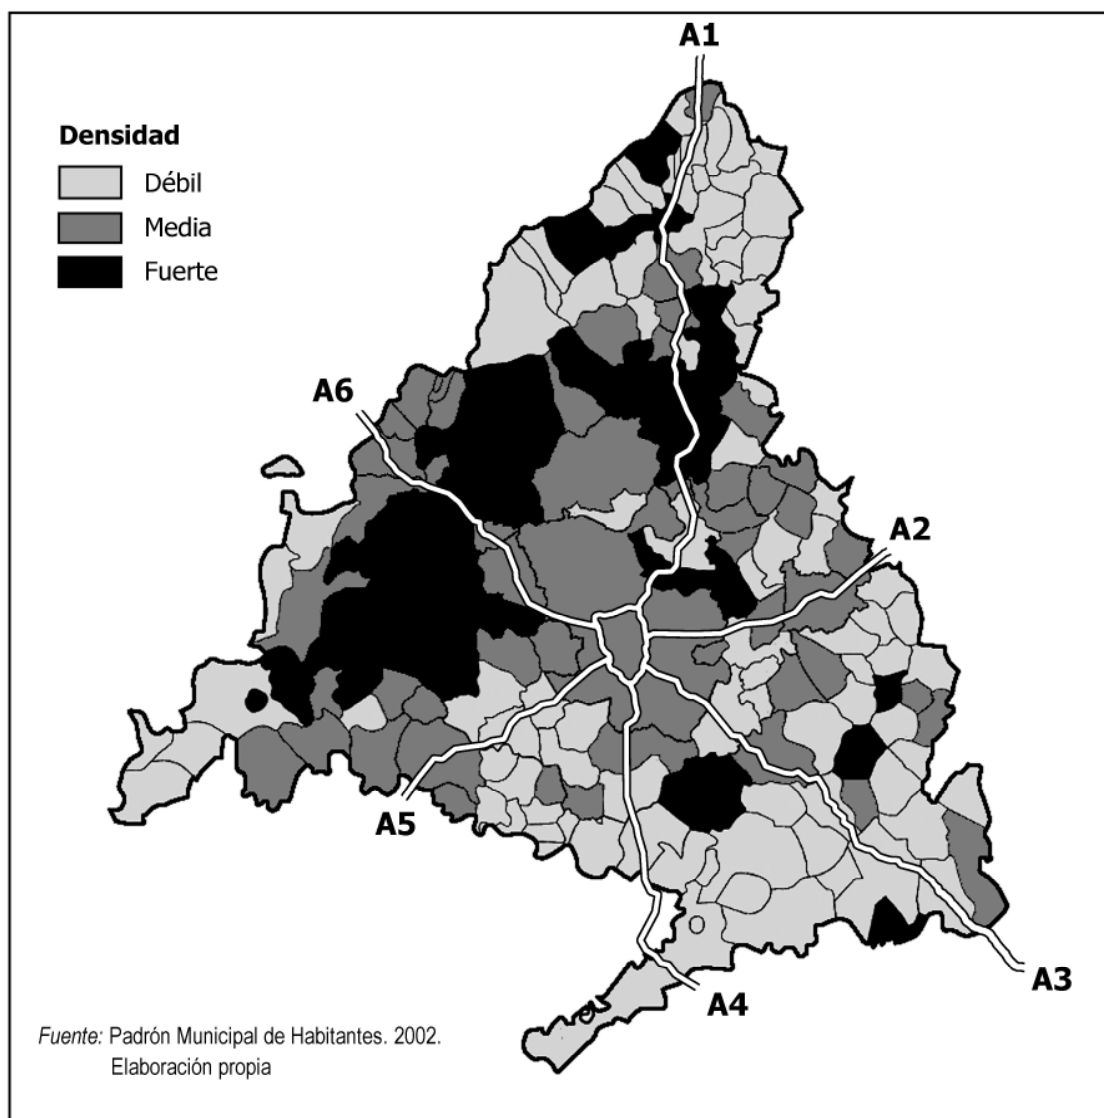 A1
Densidad
Débil
Media
Fuerte
A6
A2
A5
A3
A4
Fuente: Padrón Municipal de Habitantes. 2002.
Elaboración propia